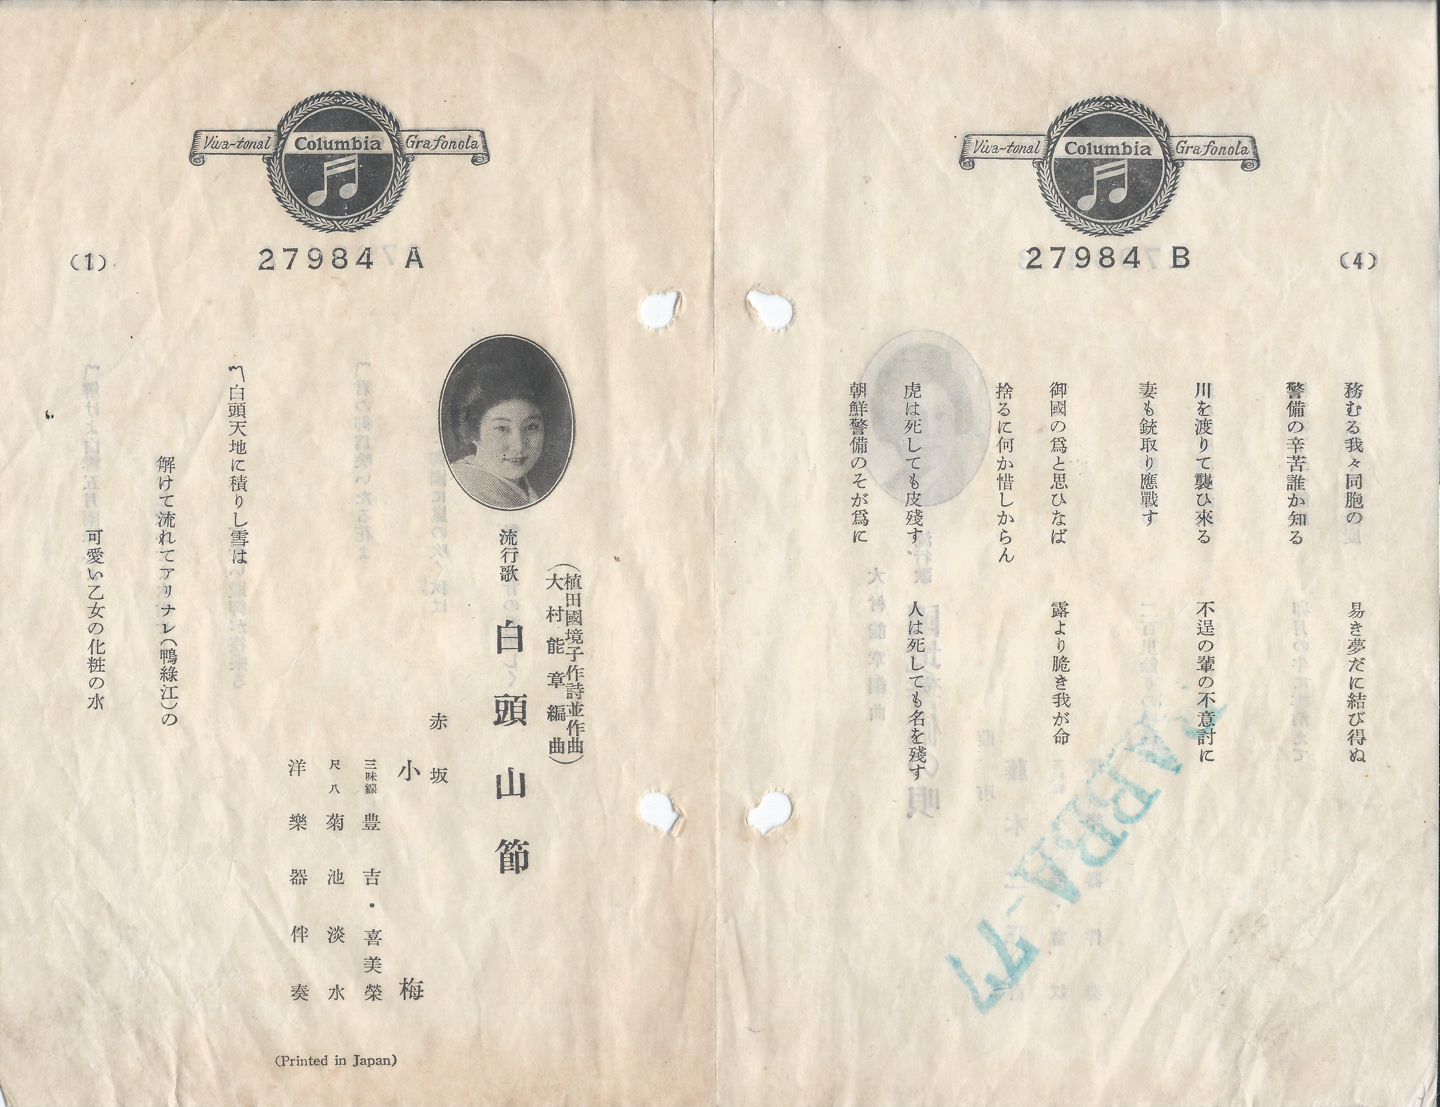 Viva-tonal Columbia Grafonola
27984 A
(1)
(植田國境子作詩並作曲
大村能章編曲)
流行歌 白頭山節
赤坂
小梅
三味線 豊吉・喜美榮
尺八 菊池淡水
洋樂器伴奏
白頭天地に積りし雪は
解けて流れてアリナレ(鴨綠江)の
可愛い乙女の化粧の水
(Printed in Japan)
Viva-tonal Columbia Grafonola
27984 B
(4)
務むる我々同胞の 易き夢だに結び得ぬ
警備の辛苦誰か知る
川を渡りて襲ひ來る 不逞の輩の不意討に
妻も銃取り應戰す
御國の爲と思ひなば 露より脆き我が命
捨るに何か惜しからん
虎は死しても皮殘す 人は死しても名を殘す
朝鮮警備のそが爲に